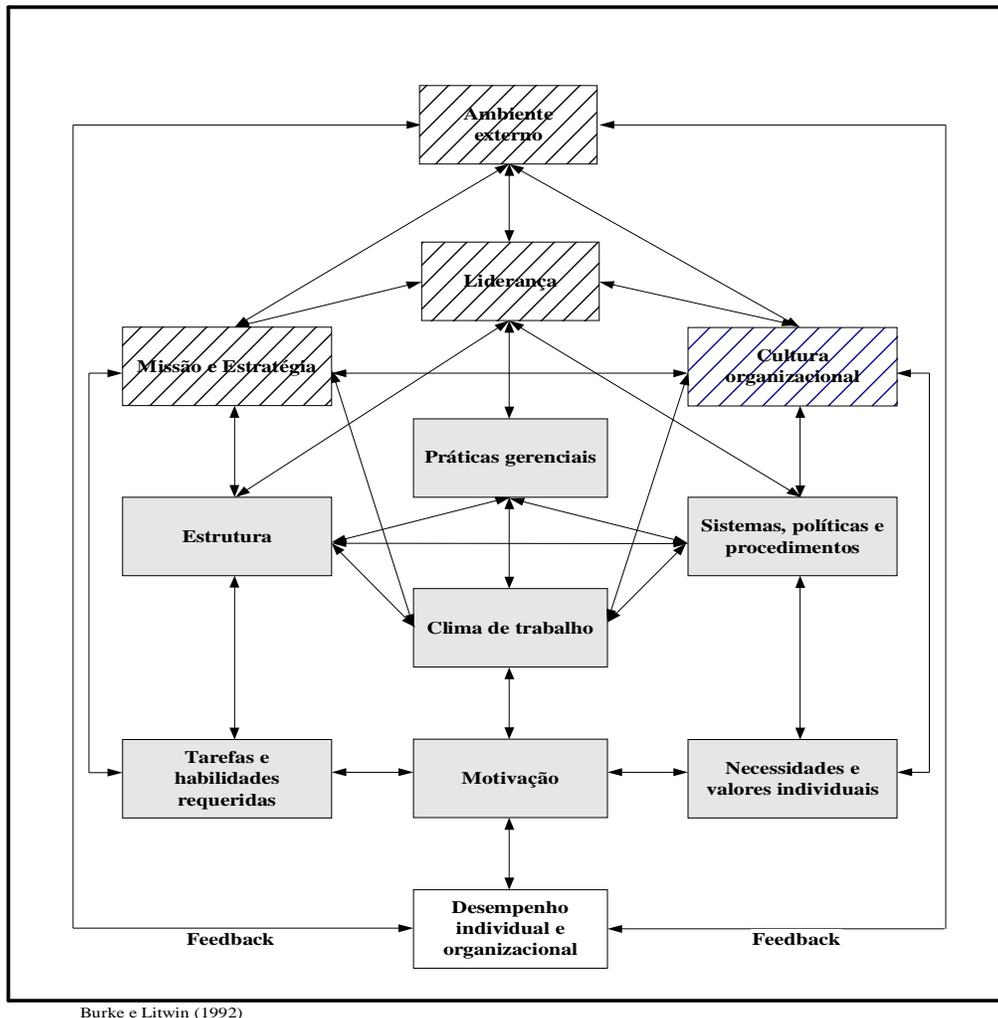 Ambiente
externo
Liderança
Missão e Estratégia
Cultura
organizacional
Práticas gerenciais
Estrutura
Sistemas, políticas e
procedimentos
Clima de trabalho
Tarefas e
habilidades
requeridas
Motivação
Necessidades e
valores individuais
Desempenho
individual e
organizacional
Feedback
Feedback
Burke e Litwin (1992)